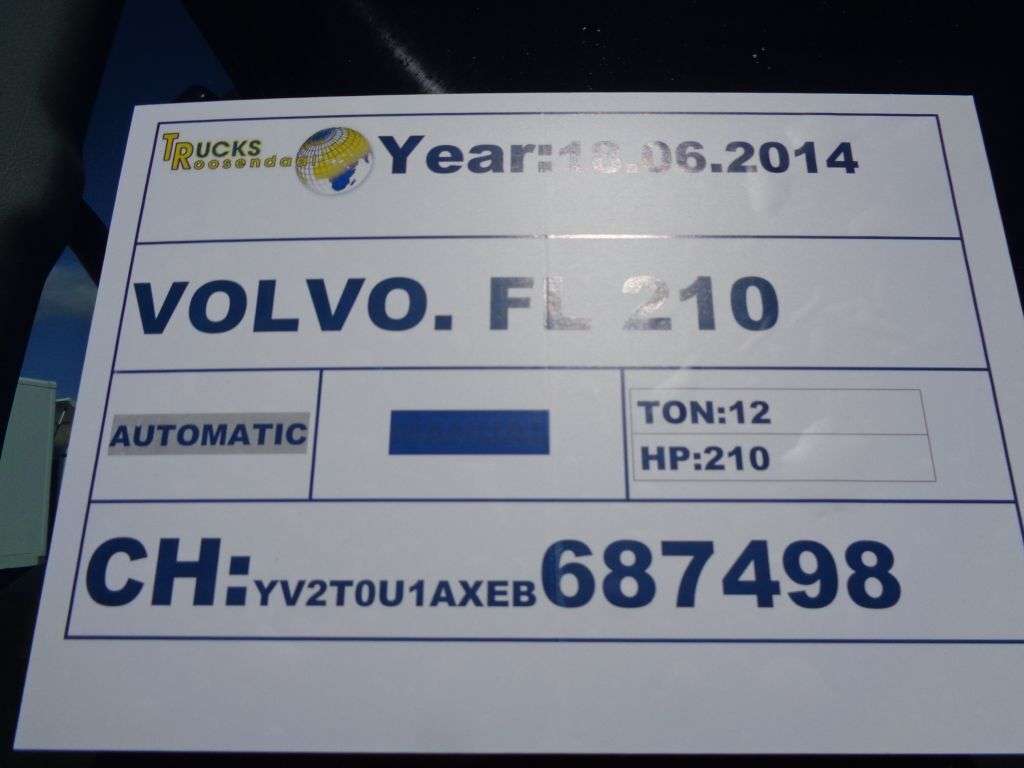 TRUCKS
Roosendaal
Year:18.06.2014
VOLVO. FL 210
AUTOMATIC
TON:12
HP:210
CH:YV2T0U1AXEB687498